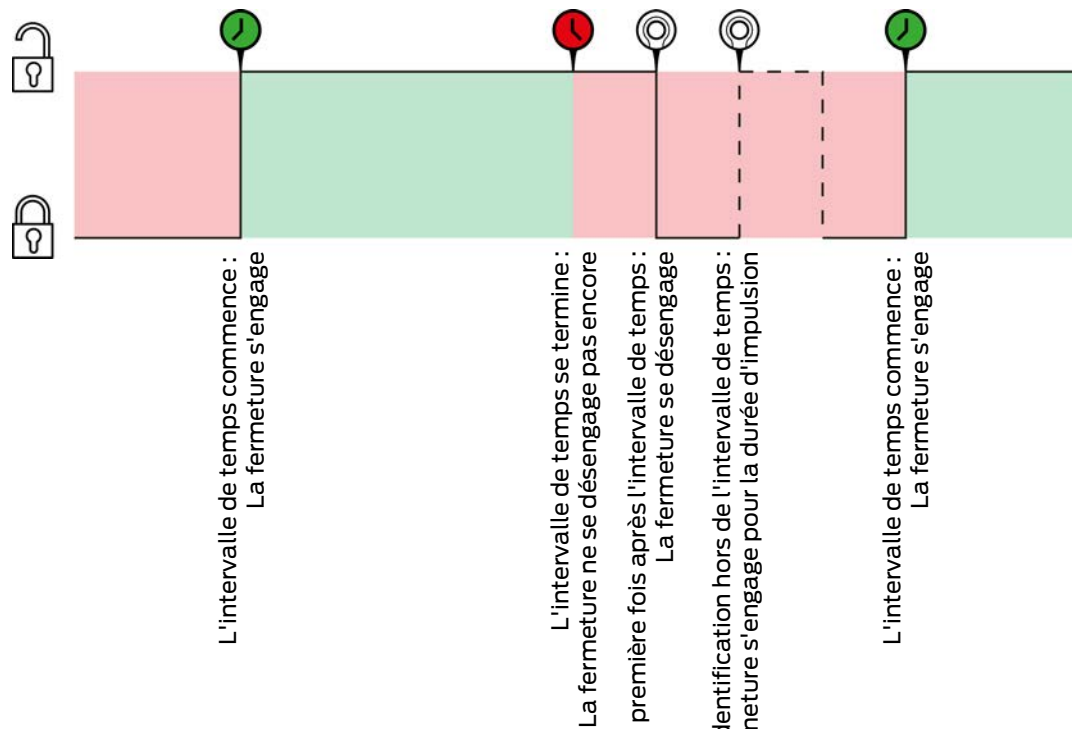 L'intervalle de temps commence :
La fermeture s'engage
L'intervalle de temps se termine :
La fermeture ne se désengage pas encore
première fois après l'intervalle de temps :
La fermeture se désengage
hors de l'intervalle de temps :
s'engage pour la durée d'impulsion
L'intervalle de temps commence :
La fermeture s'engage